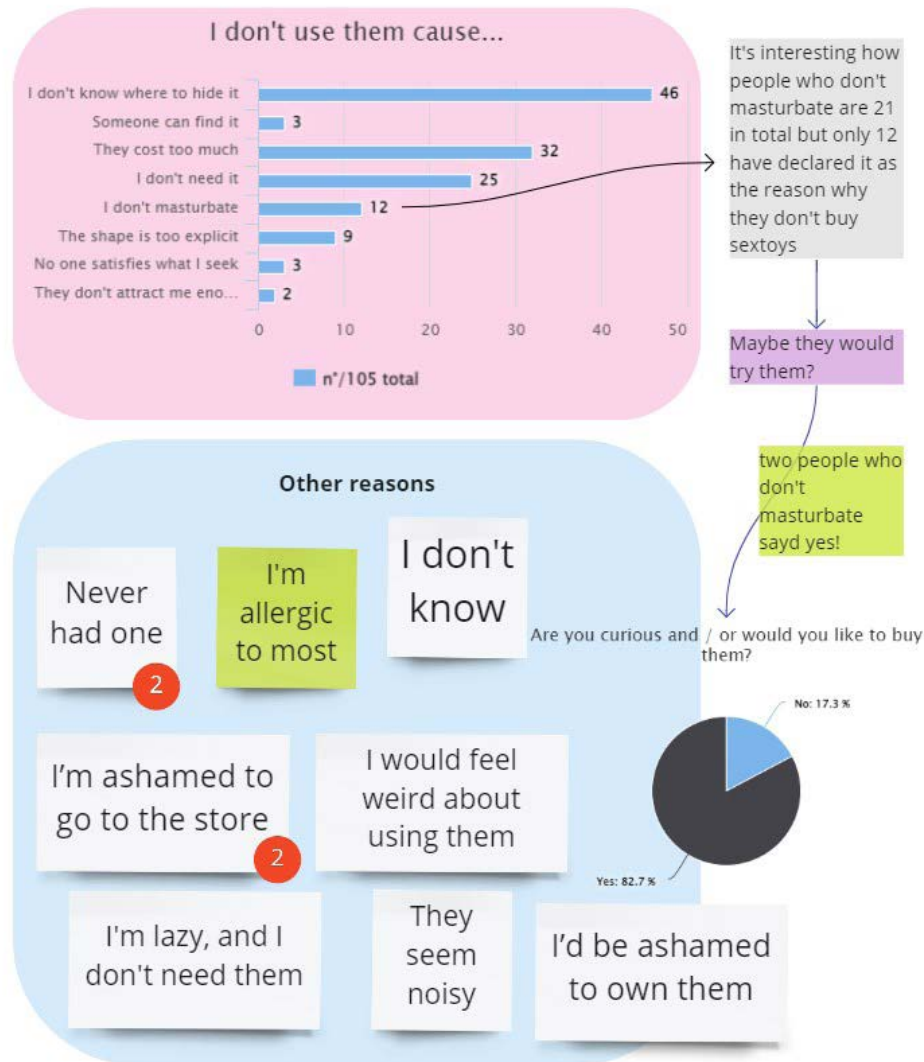 I don't use them cause...
I don't know where to hide it
46
Someone can find it
3
They cost too much
32
I don't need it
25
I don't masturbate
12
The shape is too explicit
9
No one satisfies what I seek
3
They don't attract me eno...
2
0 10 20 30 40 50
n°/105 total
It's interesting how
people who don't
masturbate are 21
in total but only 12
have declared it as
the reason why
they don't buy
sextoys
Maybe they would
try them?
two people who
don't
masturbate
sayd yes!
Other reasons
Never
had one
2
I'm
allergic
to most
I don't
know
I’m ashamed to
go to the store
2
I would feel
weird about
using them
I'm lazy, and I
don't need them
They
seem
noisy
I’d be ashamed
to own them
Are you curious and / or would you like to buy
them?
No: 17.3 %
Yes: 82.7 %